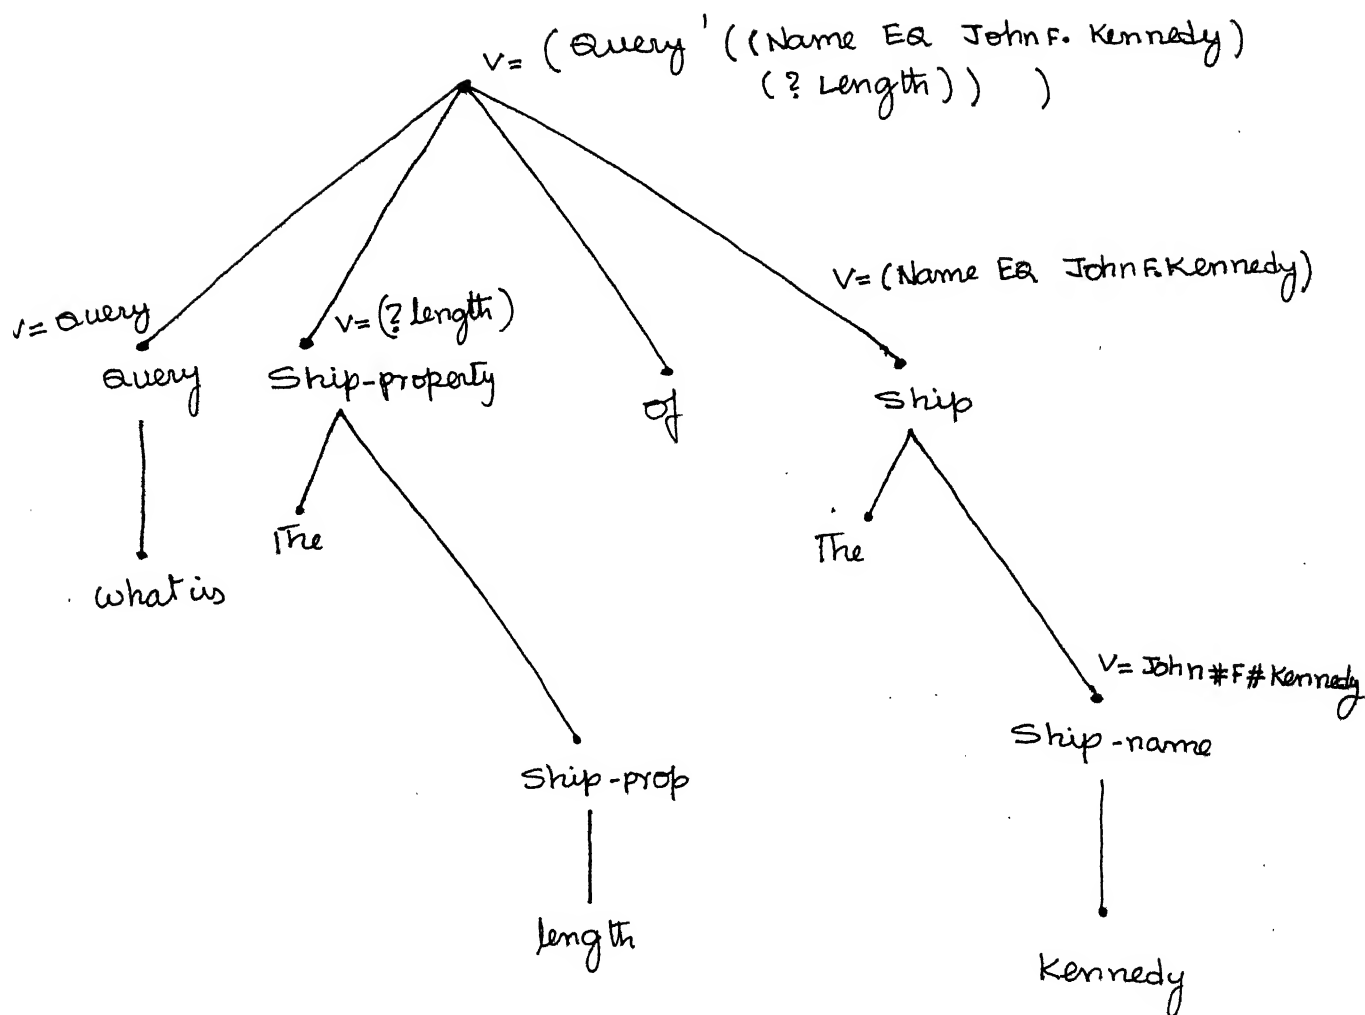 v= (Query '((Name EQ John F. Kennedy)
(? Length)) )
V=(Name EQ John F. Kennedy)
v= Query
V=(? length)
Query
Ship-property
of
Ship
The
The
what is
V= John#F#Kennedy
Ship-name
Ship-prop
length
Kennedy